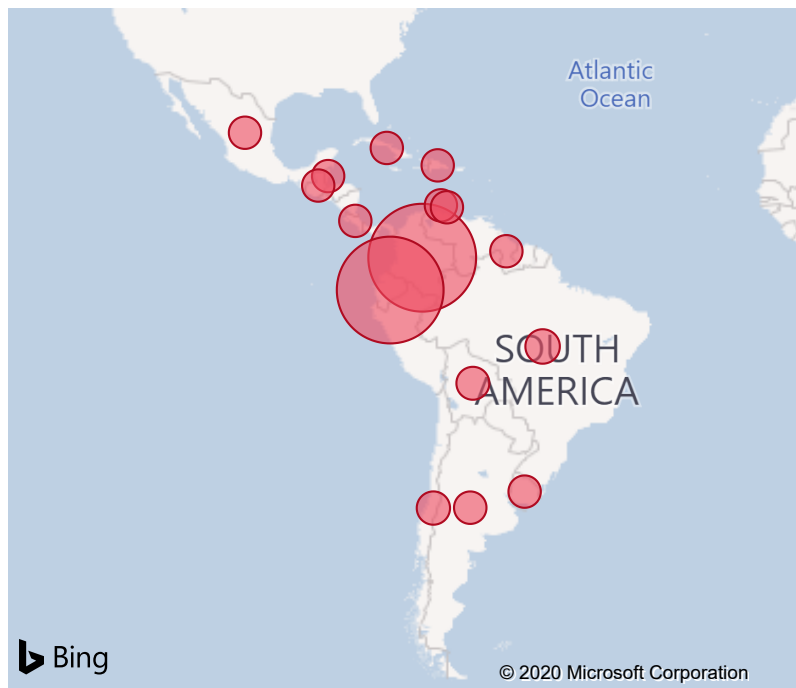 Atlantic
Ocean
SOUTH
AMERICA
Bing
© 2020 Microsoft Corporation